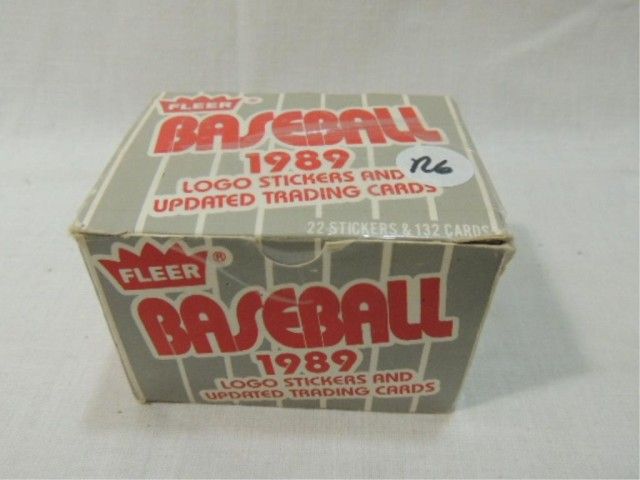 FLEER
BASEBALL
1989
LOGO STICKERS AND
UPDATED TRADING CARDS
22 STICKERS & 132 CARDS
FLEER ®
BASEBALL
1989
LOGO STICKERS AND
UPDATED TRADING CARDS